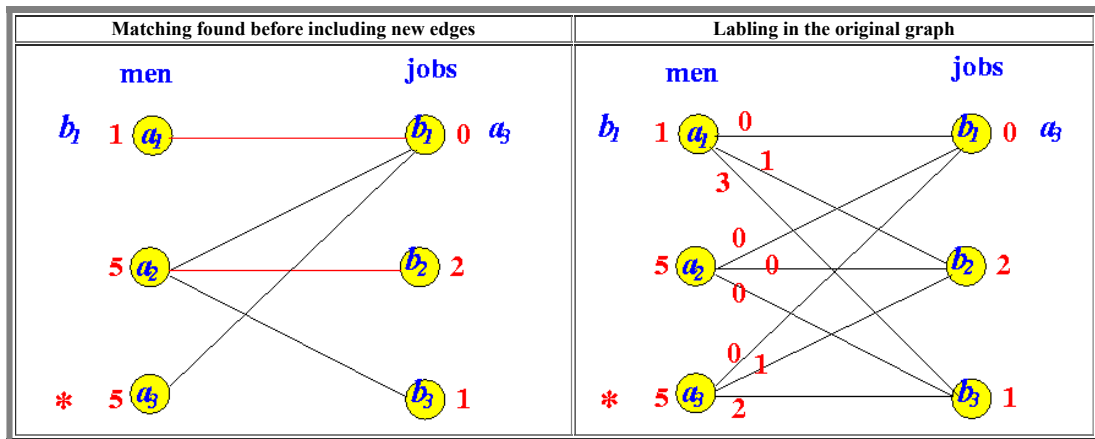 Matching found before including new edges
Labling in the original graph
men jobs
b1 1 a1 b1 0 a3
5 a2 b2 2
* 5 a3 b3 1
men jobs
b1 1 a1 0 b1 0 a3
1
3
0
5 a2 0 b2 2
0
0
1
* 5 a3 2 b3 1